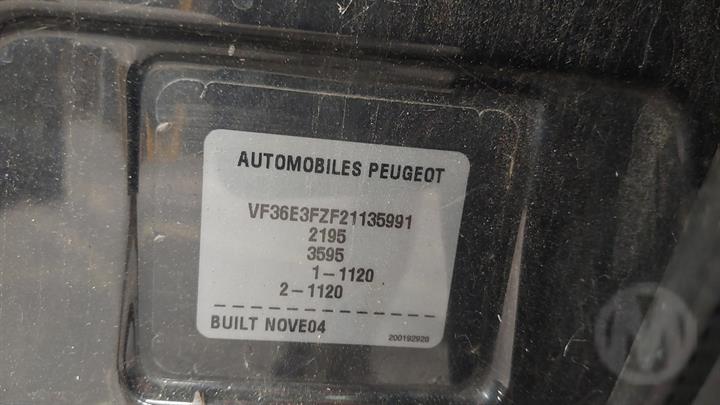 AUTOMOBILES PEUGEOT
VF36E3FZF21135991
2195
3595
1-1120
2-1120
BUILT NOVE04
200192920
M